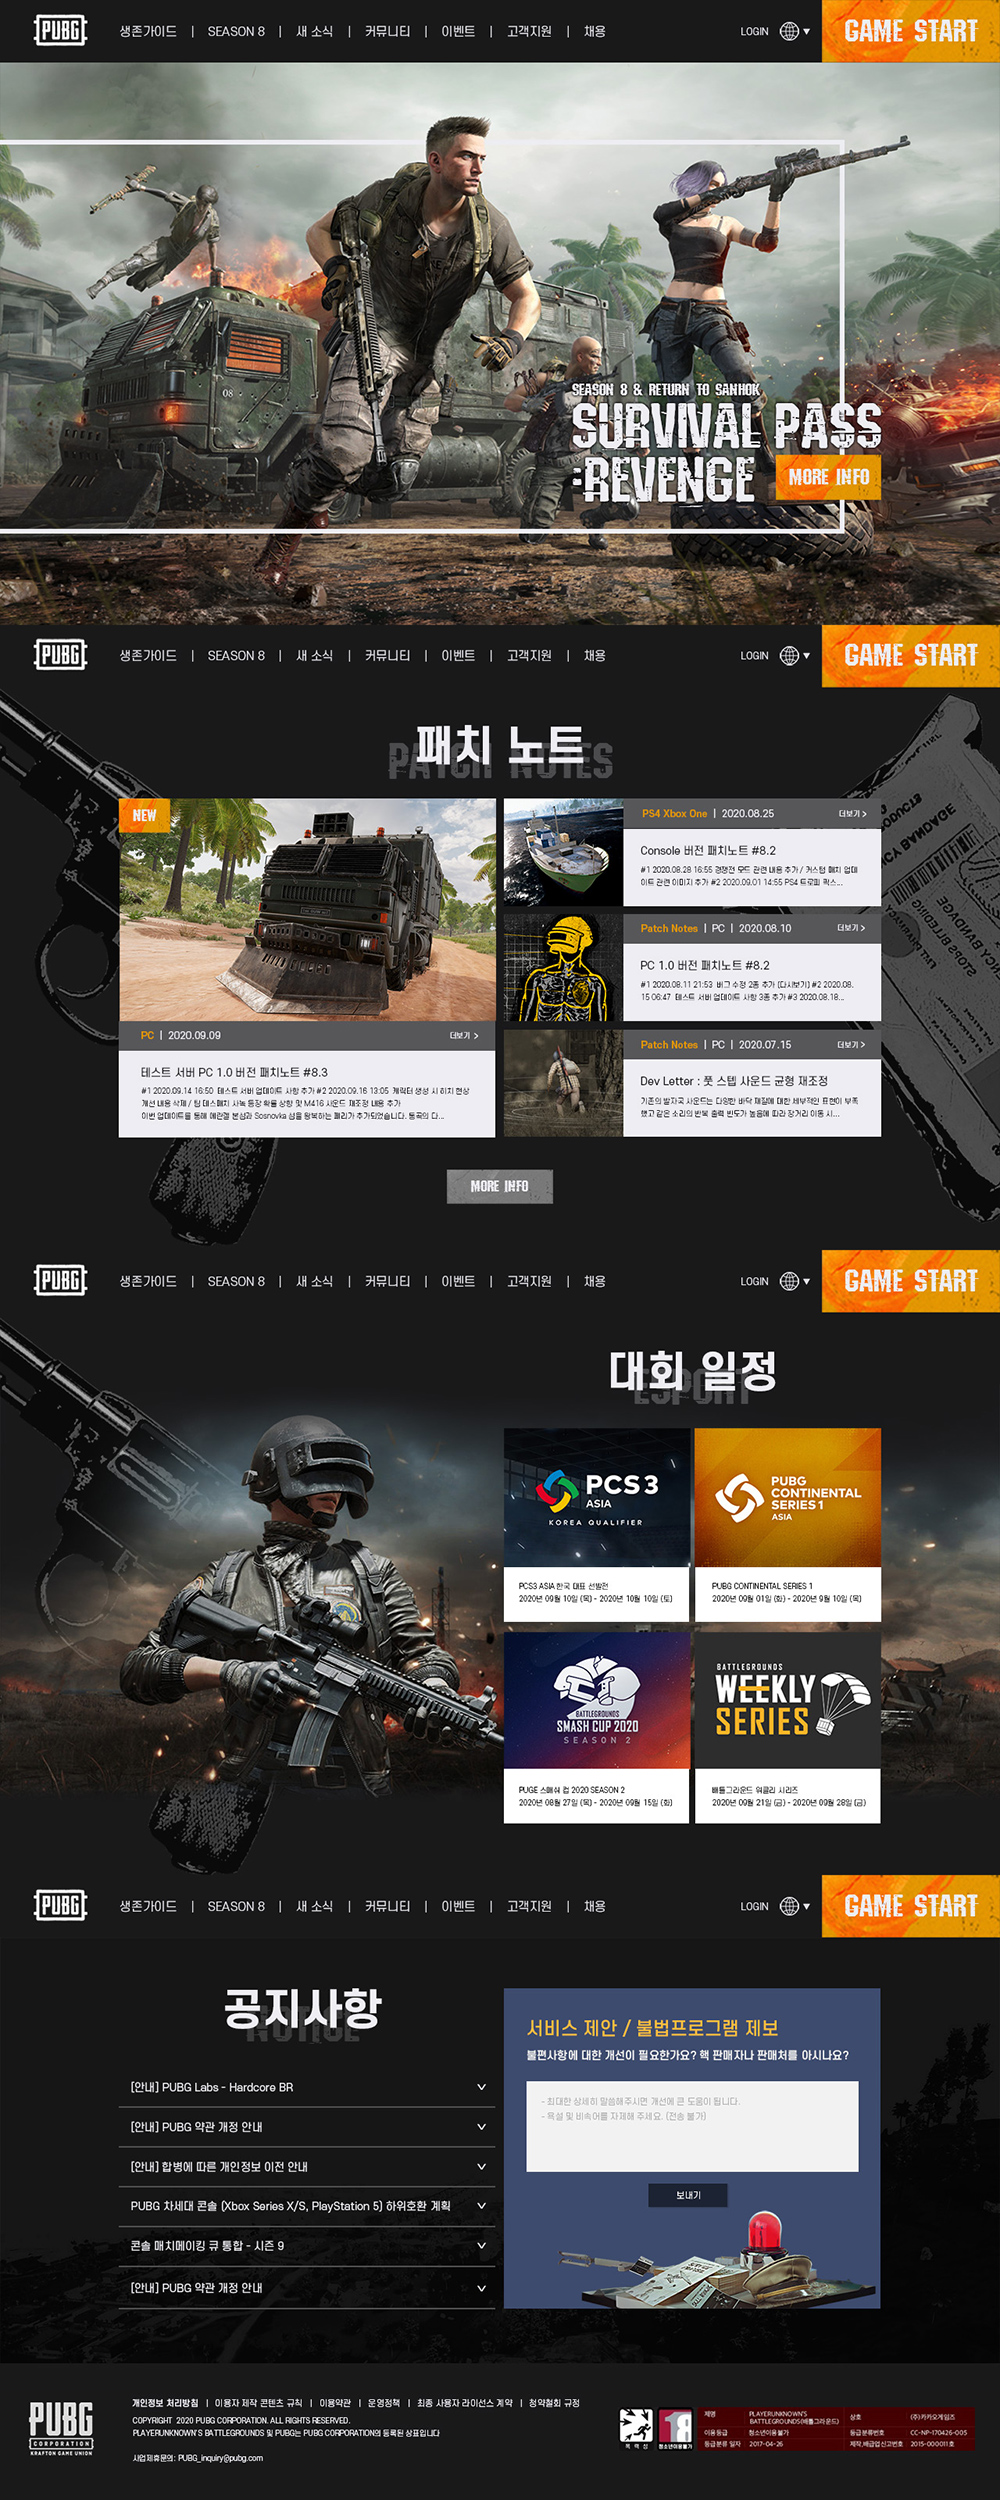 PUBG 생존가이드 | SEASON 8 | 새 소식 | 커뮤니티 | 이벤트 | 고객지원 | 채용 LOGIN GAME START
08
SEASON 8 & RETURN TO SANHOK
SURVIVAL PASS
:REVENGE
MORE INFO
PUBG 생존가이드 | SEASON 8 | 새 소식 | 커뮤니티 | 이벤트 | 고객지원 | 채용 LOGIN GAME START
패치 노트
PATCH NOTES
NEW
PC | 2020.09.09 더보기 >
테스트 서버 PC 1.0 버전 패치노트 #8.3
#1 2020.09.14 16:50 테스트 서버 업데이트 사항 추가 #2 2020.09.16 13:05 캐릭터 생성 시 터치 현상
개선 내용 삭제 / 팀 데스매치 사녹 등장 확률 상향 및 M416 사운드 재조정 내용 추가
이번 업데이트를 통해 에란겔 본섬과 Sosnovka 섬을 왕복하는 페리가 추가되었습니다. 동쪽의 다...
PS4 Xbox One | 2020.08.25 더보기 >
Console 버전 패치노트 #8.2
#1 2020.08.28 16:55 경쟁전 모드 관련 내용 추가 / 커스텀 매치 업데
이트 관련 이미지 추가 #2 2020.09.01 14:55 PS4 트로피 픽스...
Patch Notes | PC | 2020.08.10 더보기 >
PC 1.0 버전 패치노트 #8.2
#1 2020.08.11 21:53 버그 수정 2종 추가 (다시보기) #2 2020.08.
15 06:47 테스트 서버 업데이트 사항 3종 추가 #3 2020.08.18...
Patch Notes | PC | 2020.07.15 더보기 >
Dev Letter : 풋 스텝 사운드 균형 재조정
기존의 발자국 사운드는 다양한 바닥 재질에 대한 세부적인 표현이 부족
했고 같은 소리의 반복 출력 빈도가 높음에 따라 장거리 이동 시...
MORE INFO
PUBG 생존가이드 | SEASON 8 | 새 소식 | 커뮤니티 | 이벤트 | 고객지원 | 채용 LOGIN GAME START
대회 일정
ESPORT
PCS 3
ASIA
KOREA QUALIFIER
PCS3 ASIA 한국 대표 선발전
2020년 09월 10일 (목) - 2020년 10월 10일 (토)
PUBG
CONTINENTAL
SERIES 1
ASIA
PUBG CONTINENTAL SERIES 1
2020년 09월 01일 (화) - 2020년 9월 10일 (목)
BATTLEGROUNDS
SMASH CUP 2020
SEASON 2
PUGE 스매쉬 컵 2020 SEASON 2
2020년 08월 27일 (목) - 2020년 09월 15일 (화)
BATTLEGROUNDS
WEEKLY
SERIES
배틀그라운드 위클리 시리즈
2020년 09월 21일 (금) - 2020년 09월 28일 (금)
PUBG 생존가이드 | SEASON 8 | 새 소식 | 커뮤니티 | 이벤트 | 고객지원 | 채용 LOGIN GAME START
공지사항
NOTICE
[안내] PUBG Labs - Hardcore BR
[안내] PUBG 약관 개정 안내
[안내] 합병에 따른 개인정보 이전 안내
PUBG 차세대 콘솔 (Xbox Series X/S, PlayStation 5) 하위호환 계획
콘솔 매치메이킹 큐 통합 - 시즌 9
[안내] PUBG 약관 개정 안내
서비스 제안 / 불법프로그램 제보
불편사항에 대한 개선이 필요한가요? 핵 판매자나 판매처를 아시나요?
- 최대한 상세히 말씀해주시면 개선에 큰 도움이 됩니다.
- 욕설 및 비속어를 자제해 주세요. (전송 불가)
보내기
PUBG
CORPORATION
KRAFTON GAME UNION
개인정보 처리방침 | 이용자 제작 콘텐츠 규칙 | 이용약관 | 운영정책 | 최종 사용자 라이선스 계약 | 청약철회 규정
COPYRIGHT 2020 PUBG CORPORATION. ALL RIGHTS RESERVED.
PLAYERUNKNOWN'S BATTLEGROUNDS 및 PUBG는 PUBG CORPORATION의 등록된 상표입니다
사업제휴문의: PUBG_inquiry@pubg.com
폭력성
18
청소년이용불가
제명 PLAYERUNKNOWN'S BATTLEGROUNDS(배틀그라운드) 상호 (주)카카오게임즈
이용등급 청소년이용불가 등급분류번호 CC-NP-170426-005
등급분류 일자 2017-04-26 제작,배급업신고번호 2015-000011호